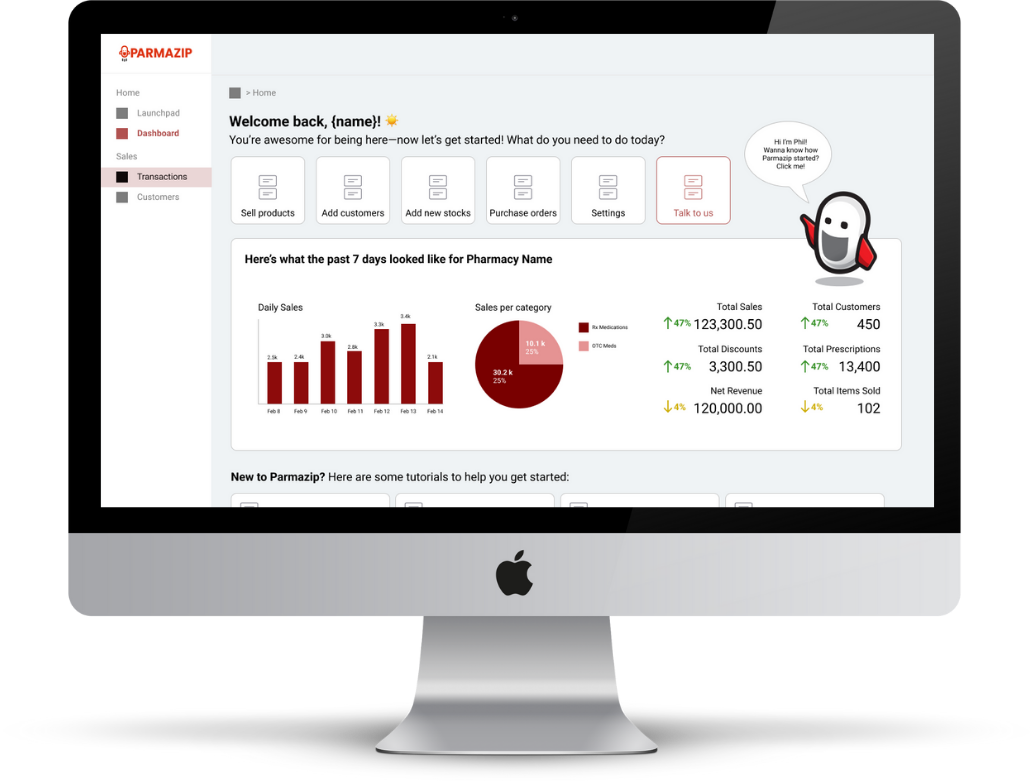 PARMAZIP
Home
Launchpad
Dashboard
Sales
Transactions
Customers
> Home
Welcome back, {name}!
You're awesome for being here—now let's get started! What do you need to do today?
Sell products
Add customers
Add new stocks
Purchase orders
Settings
Talk to us
Hi I'm Phil!
Wanna know how
Parmazip started?
Click me!
Here's what the past 7 days looked like for Pharmacy Name
Daily Sales
2.4k
3.0k
2.8k
3.3k
3.4k
2.1k
Feb 8
Feb 9
Feb 10
Feb 11
Feb 12
Feb 13
Feb 14
Sales per category
10.1 k
25%
30.2 k
25%
Rx Medications
OTC Meds
Total Sales
47% 123,300.50
Total Discounts
47% 3,300.50
Net Revenue
4% 120,000.00
Total Customers
47% 450
Total Prescriptions
47% 13,400
Total Items Sold
4% 102
New to Parmazip? Here are some tutorials to help you get started: